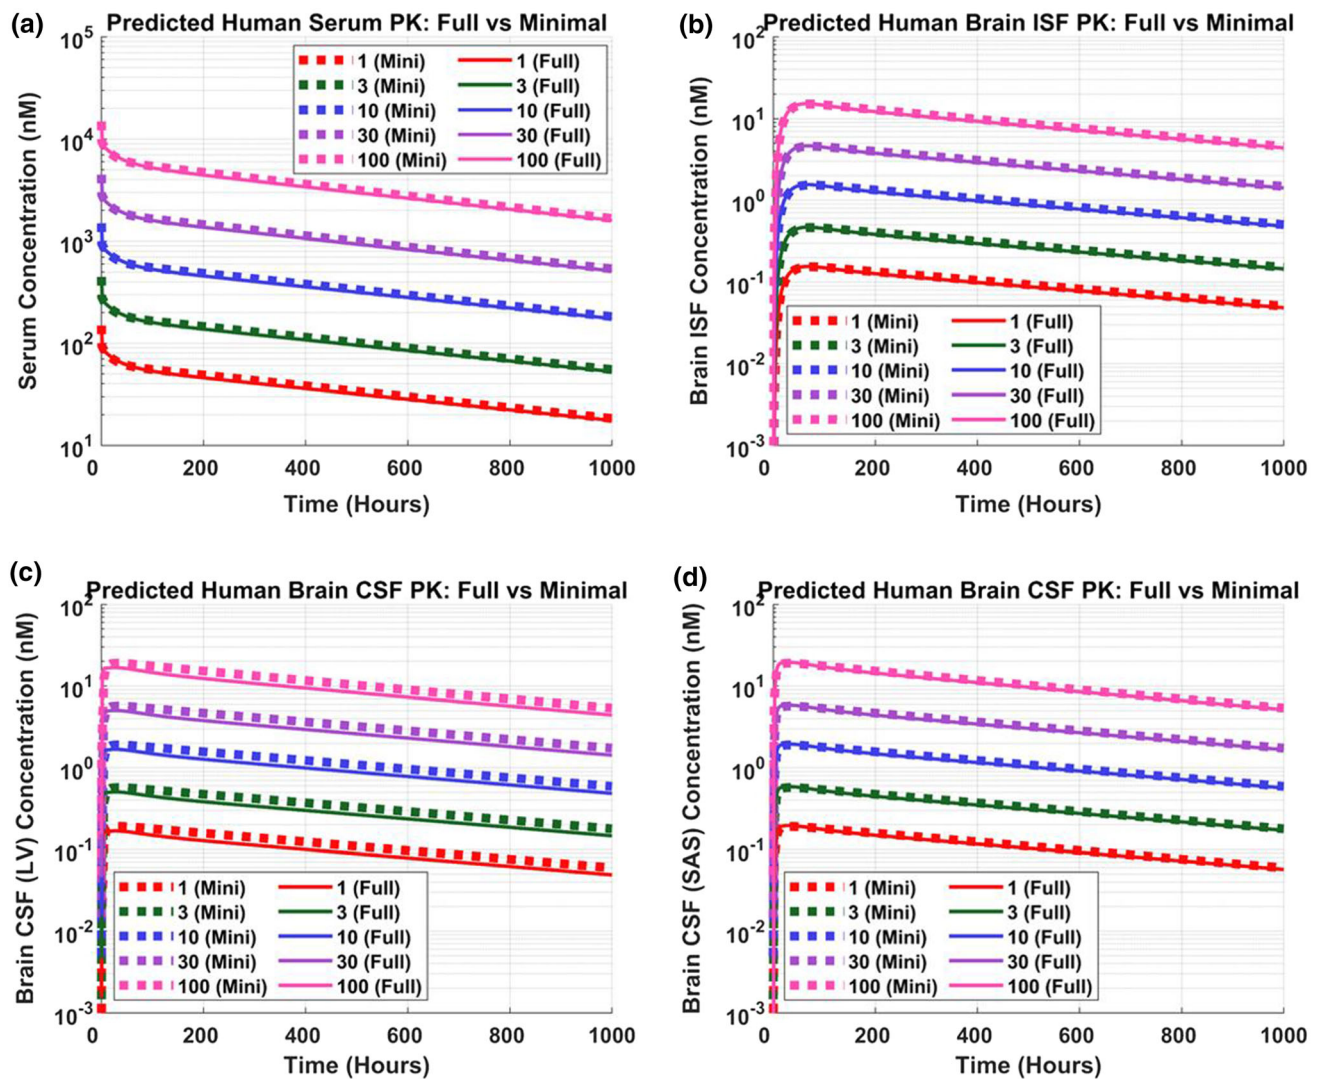 (a)
Predicted Human Serum PK: Full vs Minimal
10^5
10^4
10^3
10^2
10^1
Serum Concentration (nM)
1 (Mini) 1 (Full)
3 (Mini) 3 (Full)
10 (Mini) 10 (Full)
30 (Mini) 30 (Full)
100 (Mini) 100 (Full)
0 200 400 600 800 1000
Time (Hours)
(b)
Predicted Human Brain ISF PK: Full vs Minimal
10^2
10^1
10^0
10^-1
10^-2
10^-3
Brain ISF Concentration (nM)
1 (Mini) 1 (Full)
3 (Mini) 3 (Full)
10 (Mini) 10 (Full)
30 (Mini) 30 (Full)
100 (Mini) 100 (Full)
0 200 400 600 800 1000
Time (Hours)
(c)
Predicted Human Brain CSF PK: Full vs Minimal
10^2
10^1
10^0
10^-1
10^-2
10^-3
Brain CSF (LV) Concentration (nM)
1 (Mini) 1 (Full)
3 (Mini) 3 (Full)
10 (Mini) 10 (Full)
30 (Mini) 30 (Full)
100 (Mini) 100 (Full)
0 200 400 600 800 1000
Time (Hours)
(d)
Predicted Human Brain CSF PK: Full vs Minimal
10^2
10^1
10^0
10^-1
10^-2
10^-3
Brain CSF (SAS) Concentration (nM)
1 (Mini) 1 (Full)
3 (Mini) 3 (Full)
10 (Mini) 10 (Full)
30 (Mini) 30 (Full)
100 (Mini) 100 (Full)
0 200 400 600 800 1000
Time (Hours)